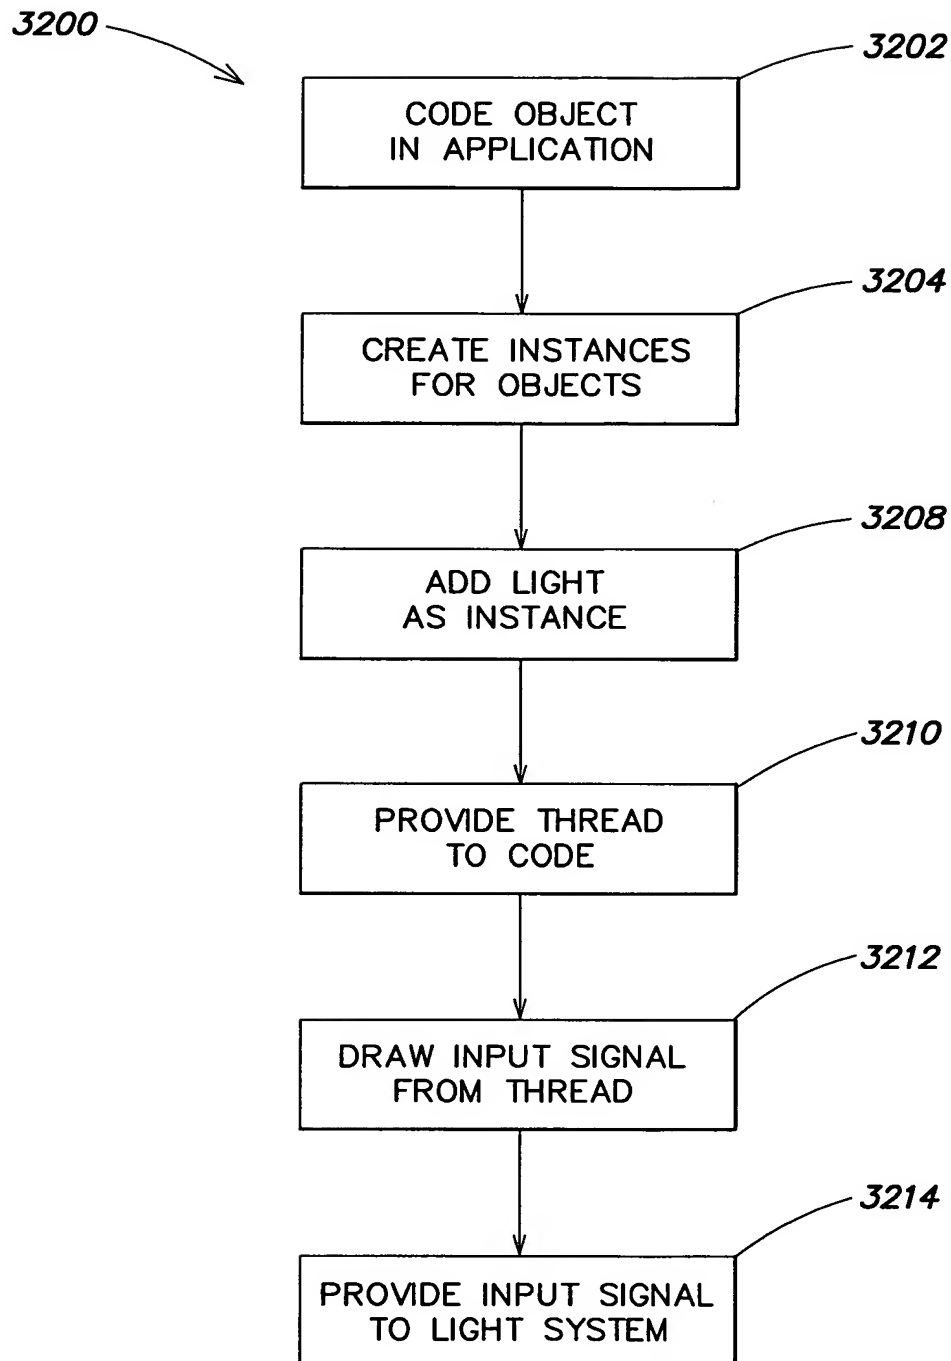 3200
3202
CODE OBJECT
IN APPLICATION
3204
CREATE INSTANCES
FOR OBJECTS
3208
ADD LIGHT
AS INSTANCE
3210
PROVIDE THREAD
TO CODE
3212
DRAW INPUT SIGNAL
FROM THREAD
3214
PROVIDE INPUT SIGNAL
TO LIGHT SYSTEM